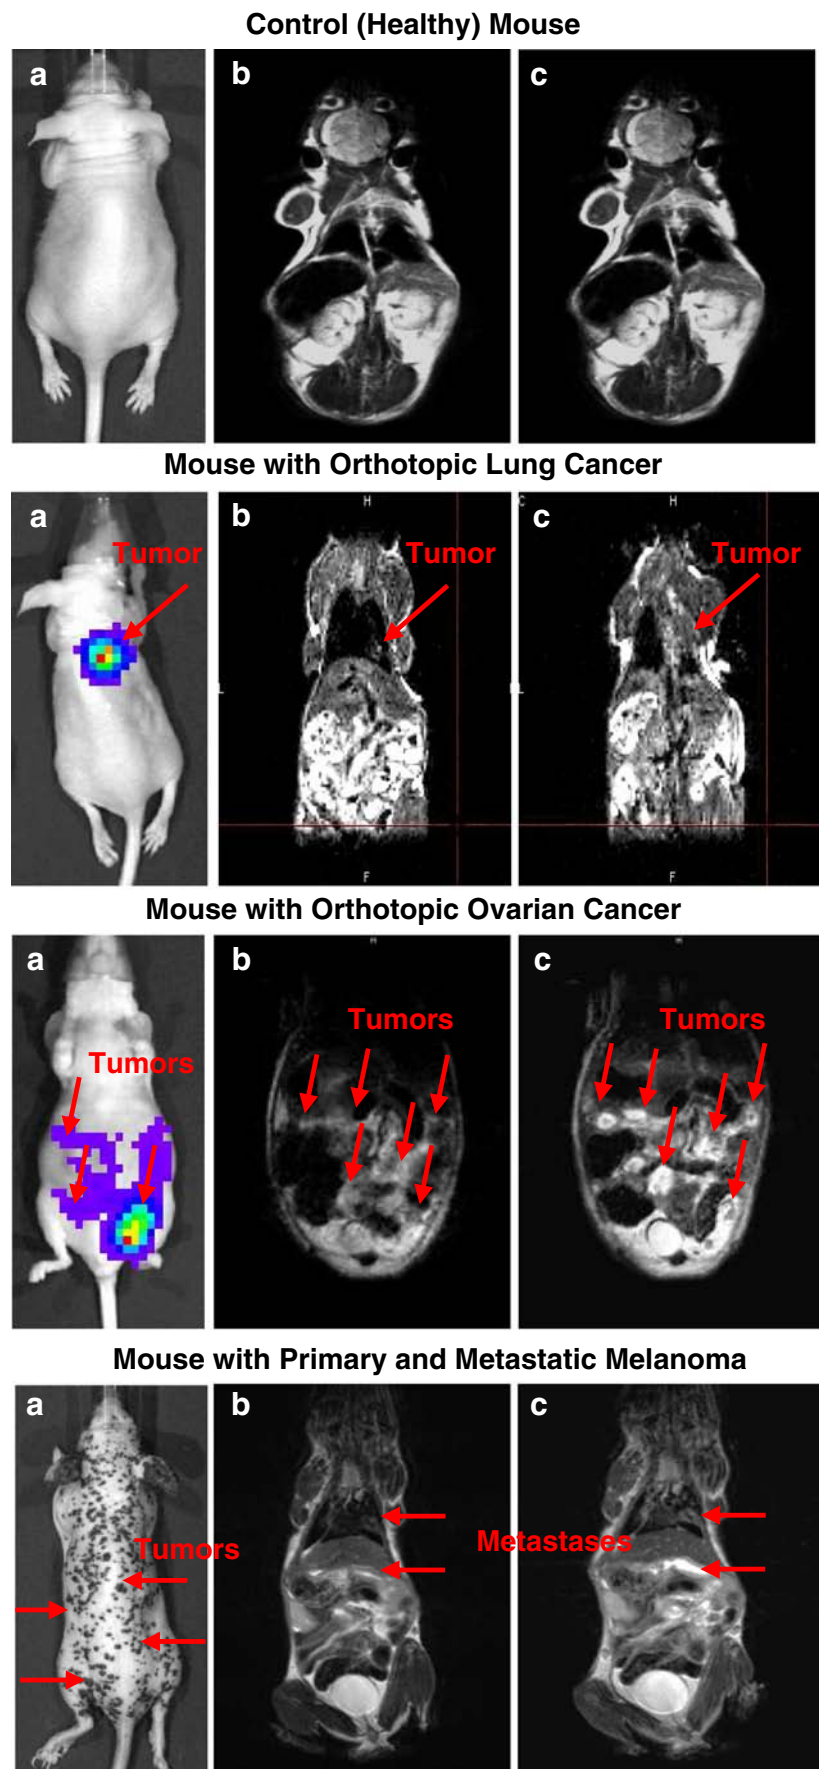 Control (Healthy) Mouse
a b c
Mouse with Orthotopic Lung Cancer
a b c
H H C
Tumor Tumor Tumor
L L
F F
Mouse with Orthotopic Ovarian Cancer
a b c
H H
Tumors Tumors
Tumors
Mouse with Primary and Metastatic Melanoma
a b c
Tumors Metastases